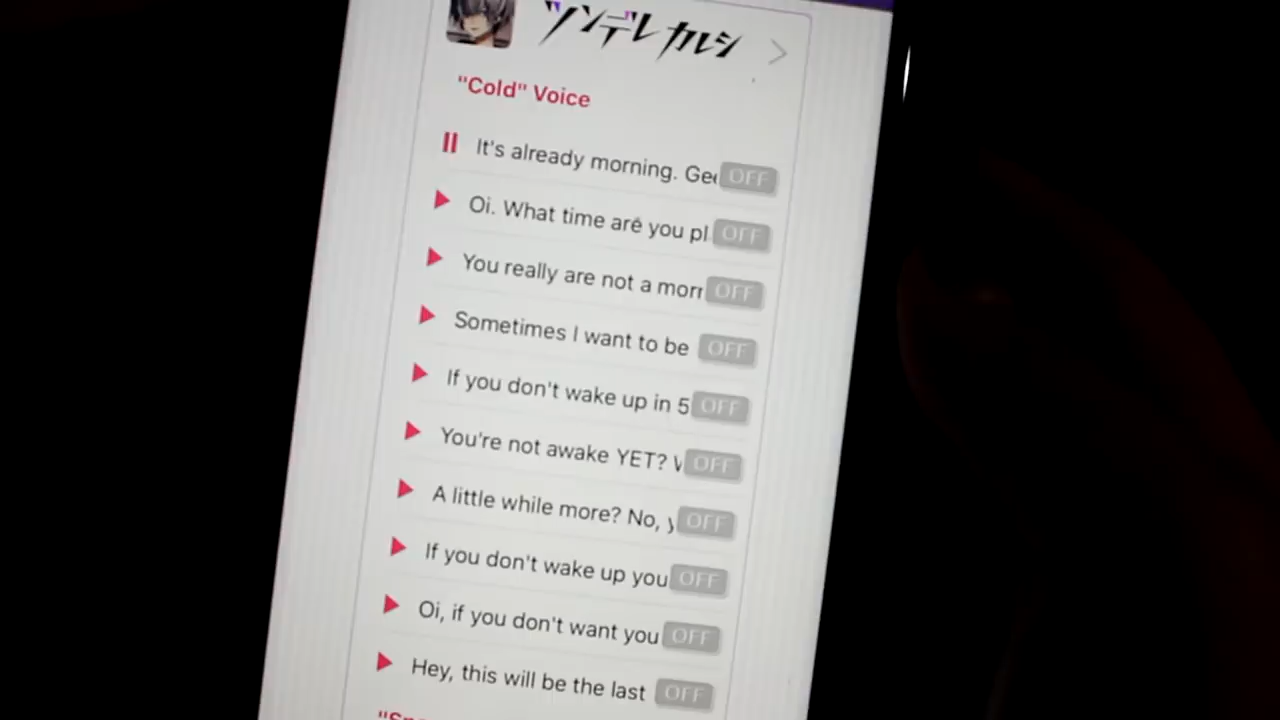 ツンデレカレシ
"Cold" Voice
It's already morning. Gee
OFF
Oi. What time are you pl
OFF
You really are not a morn
OFF
Sometimes I want to be
OFF
If you don't wake up in 5
OFF
You're not awake YET?
OFF
A little while more? No,
OFF
If you don't wake up you
OFF
Oi, if you don't want you
OFF
Hey, this will be the last
OFF